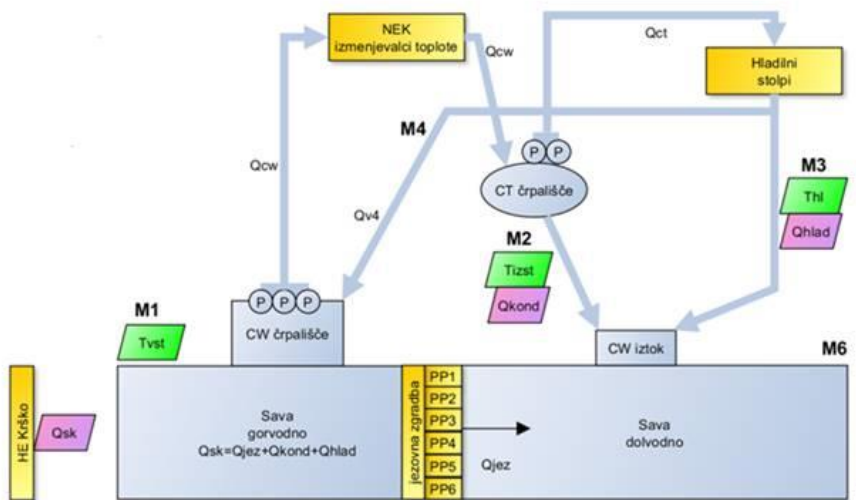 NEK
izmenjevalci toplote
Qcw
Qct
Hladilni
stolpi
M4
Qcw
P P
CT črpališče
M3
Thl
Qhlad
Qv4
M2
Tizst
Qkond
M1
Tvst
P P P
CW črpališče
CW iztok
M6
HE Krško
Qsk
Sava
gorvodno
Qsk=Qjez+Qkond+Qhlad
jezovna zgradba
PP1
PP2
PP3
PP4
PP5
PP6
Qjez
Sava
dolvodno